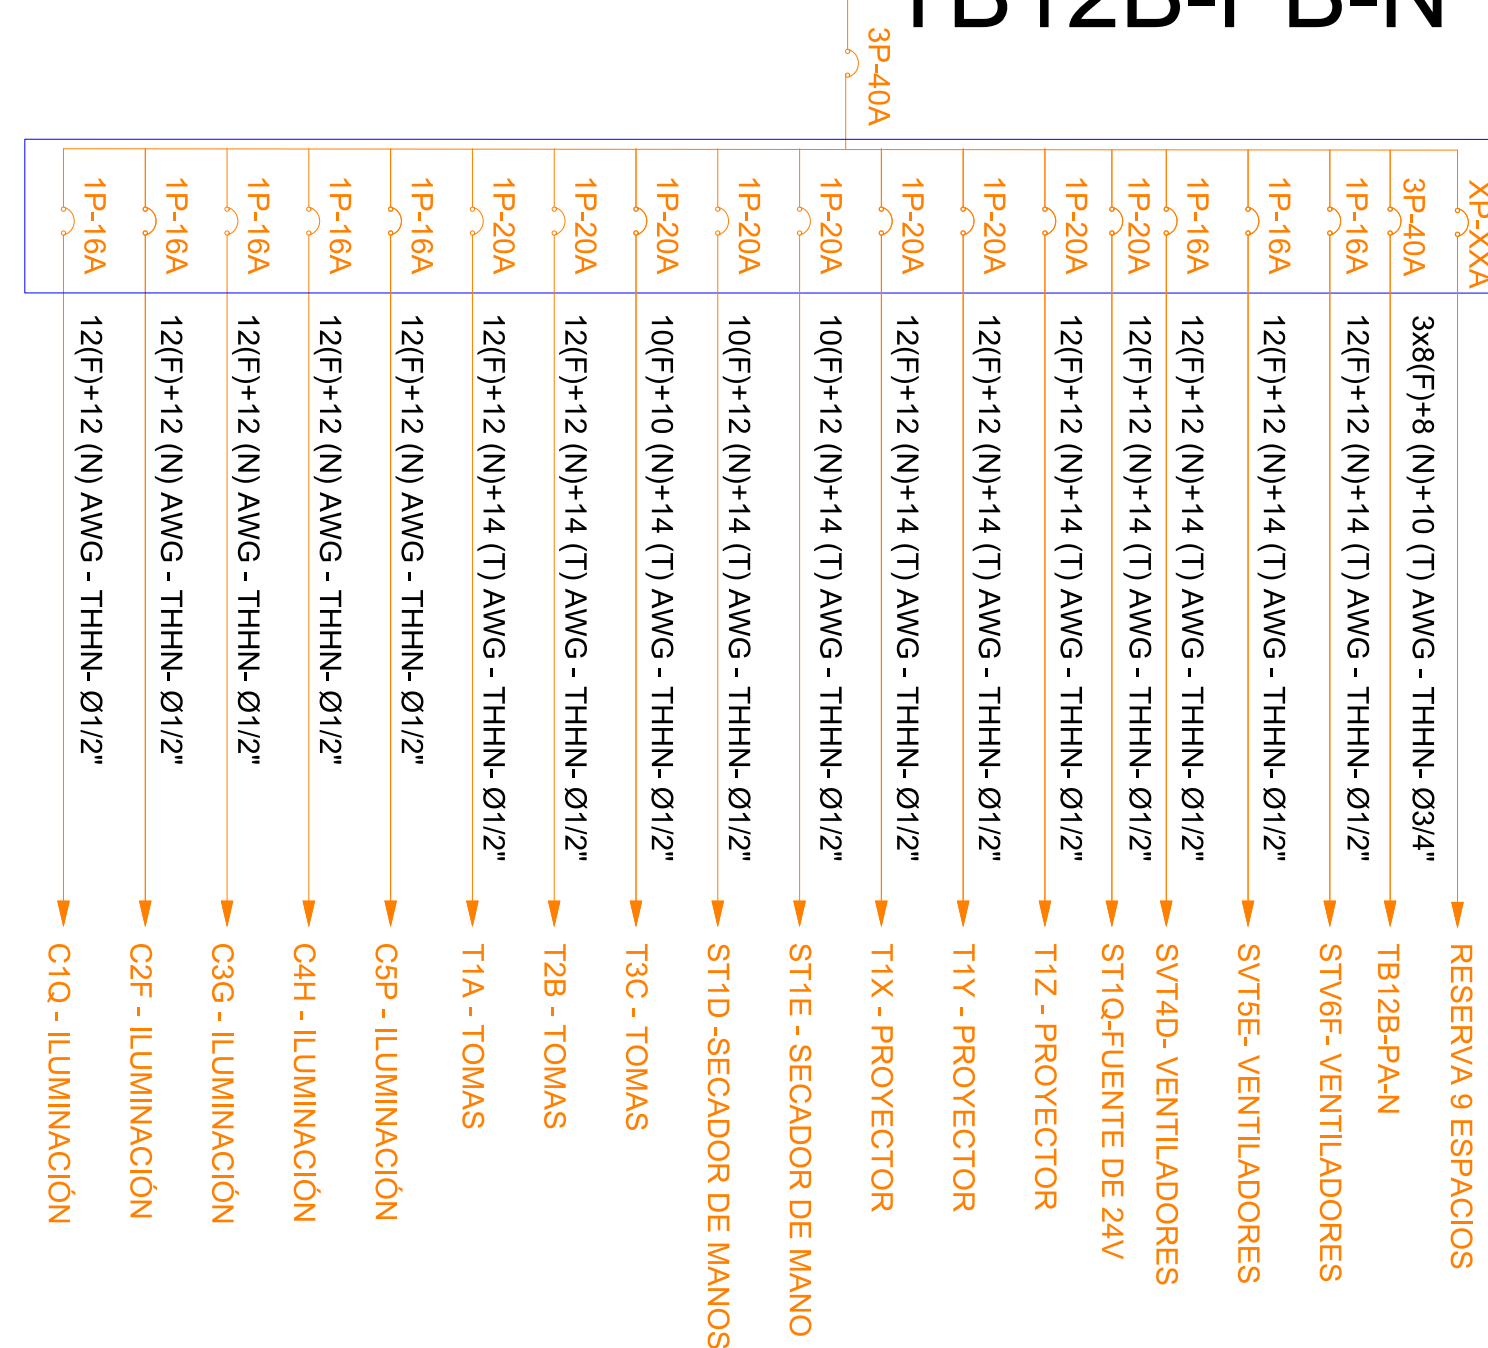 TB12B-PB-N
3P-40A
1P-16A
1P-16A
1P-16A
1P-16A
1P-16A
1P-20A
1P-20A
1P-20A
1P-20A
1P-20A
1P-20A
1P-20A
1P-20A
1P-20A
1P-16A
1P-16A
1P-16A
3P-40A
XP-XXA
12(F)+12 (N) AWG - THHN- Ø1/2"
12(F)+12 (N) AWG - THHN- Ø1/2"
12(F)+12 (N) AWG - THHN- Ø1/2"
12(F)+12 (N) AWG - THHN- Ø1/2"
12(F)+12 (N) AWG - THHN- Ø1/2"
12(F)+12 (N)+14 (T) AWG - THHN- Ø1/2"
12(F)+12 (N)+14 (T) AWG - THHN- Ø1/2"
10(F)+10 (N)+14 (T) AWG - THHN- Ø1/2"
10(F)+12 (N)+14 (T) AWG - THHN- Ø1/2"
10(F)+12 (N)+14 (T) AWG - THHN- Ø1/2"
12(F)+12 (N)+14 (T) AWG - THHN- Ø1/2"
12(F)+12 (N)+14 (T) AWG - THHN- Ø1/2"
12(F)+12 (N)+14 (T) AWG - THHN- Ø1/2"
12(F)+12 (N)+14 (T) AWG - THHN- Ø1/2"
12(F)+12 (N)+14 (T) AWG - THHN- Ø1/2"
12(F)+12 (N)+14 (T) AWG - THHN- Ø1/2"
12(F)+12 (N)+14 (T) AWG - THHN- Ø1/2"
3x8(F)+8 (N)+10 (T) AWG - THHN- Ø3/4"
C1Q - ILUMINACIÓN
C2F - ILUMINACIÓN
C3G - ILUMINACIÓN
C4H - ILUMINACIÓN
C5P - ILUMINACIÓN
T1A - TOMAS
T2B - TOMAS
T3C - TOMAS
ST1D -SECADOR DE MANOS
ST1E - SECADOR DE MANO
T1X - PROYECTOR
T1Y - PROYECTOR
T1Z - PROYECTOR
ST1Q-FUENTE DE 24V
SVT4D- VENTILADORES
SVT5E- VENTILADORES
STV6F- VENTILADORES
TB12B-PA-N
RESERVA 9 ESPACIOS